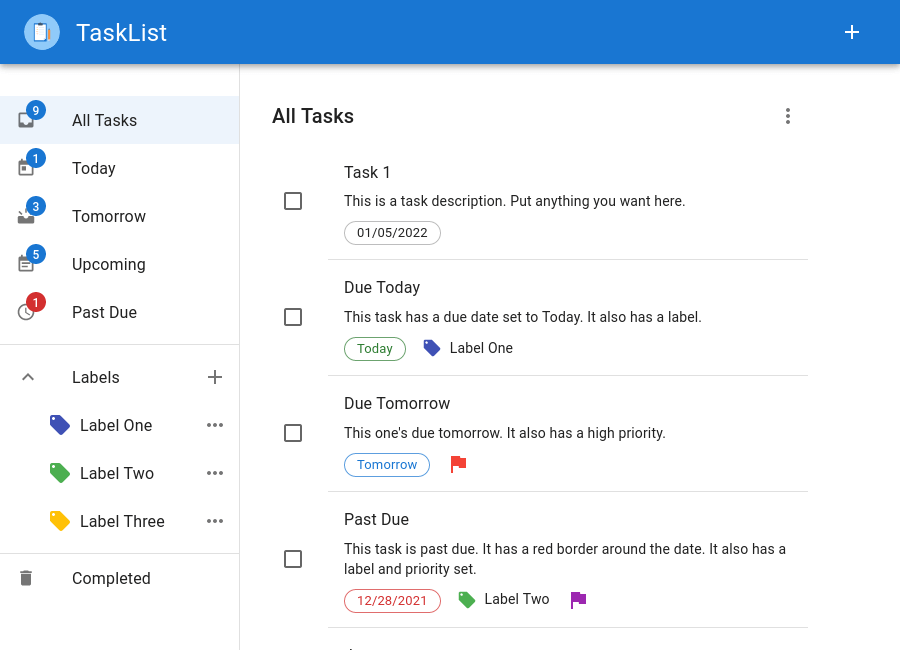 TaskList
9
All Tasks
1
Today
3
Tomorrow
5
Upcoming
1
Past Due
Labels
Label One
Label Two
Label Three
Completed
All Tasks
Task 1
This is a task description. Put anything you want here.
01/05/2022
Due Today
This task has a due date set to Today. It also has a label.
Today Label One
Due Tomorrow
This one's due tomorrow. It also has a high priority.
Tomorrow
Past Due
This task is past due. It has a red border around the date. It also has a
label and priority set.
12/28/2021 Label Two